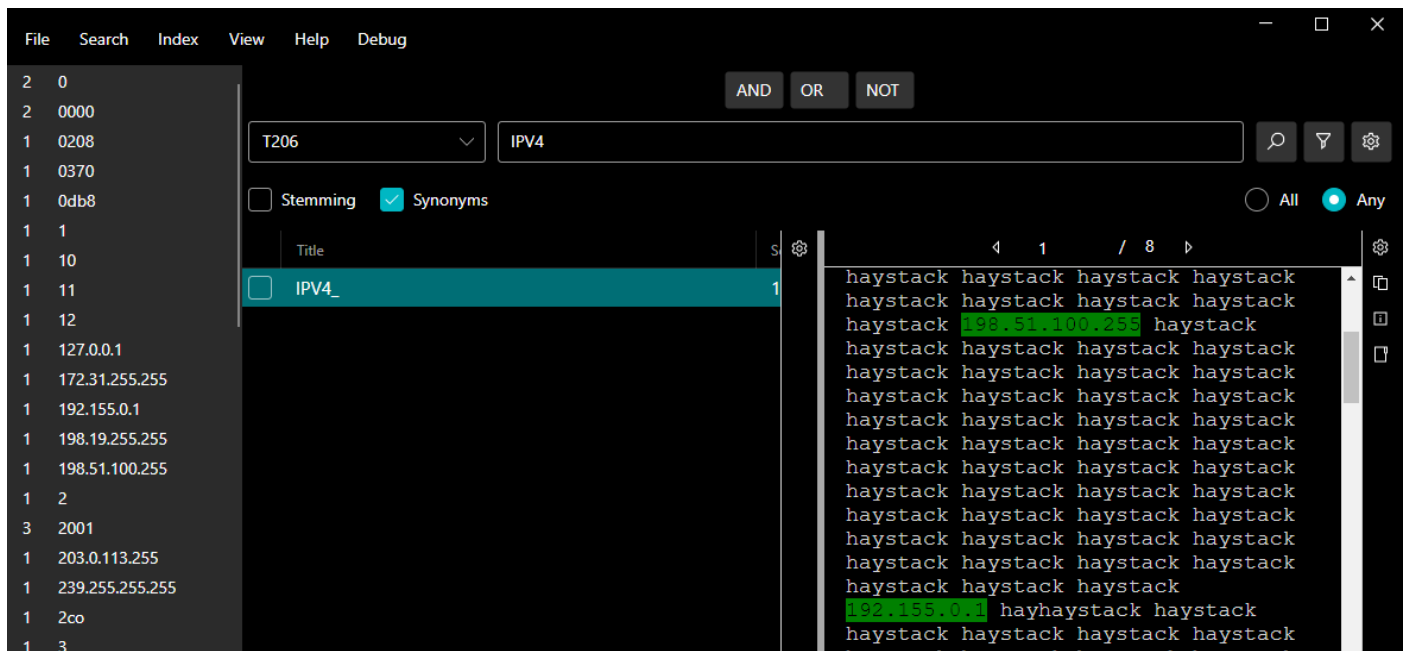 File Search Index View Help Debug
2 0
2 0000
1 0208
1 0370
1 0db8
1 1
1 10
1 11
1 12
1 127.0.0.1
1 172.31.255.255
1 192.155.0.1
1 198.19.255.255
1 198.51.100.255
1 2
3 2001
1 203.0.113.255
1 239.255.255.255
1 2co
1 3
AND OR NOT
T206 IPV4
Stemming Synonyms All Any
Title
IPV4_ 1
1 / 8
haystack haystack haystack haystack
haystack haystack haystack haystack
haystack 198.51.100.255 haystack
haystack haystack haystack haystack
haystack haystack haystack haystack
haystack haystack haystack haystack
haystack haystack haystack haystack
haystack haystack haystack haystack
haystack haystack haystack haystack
haystack haystack haystack haystack
haystack haystack haystack haystack
haystack haystack haystack haystack
haystack haystack haystack haystack
haystack haystack haystack
192.155.0.1 hayhaystack haystack
haystack haystack haystack haystack